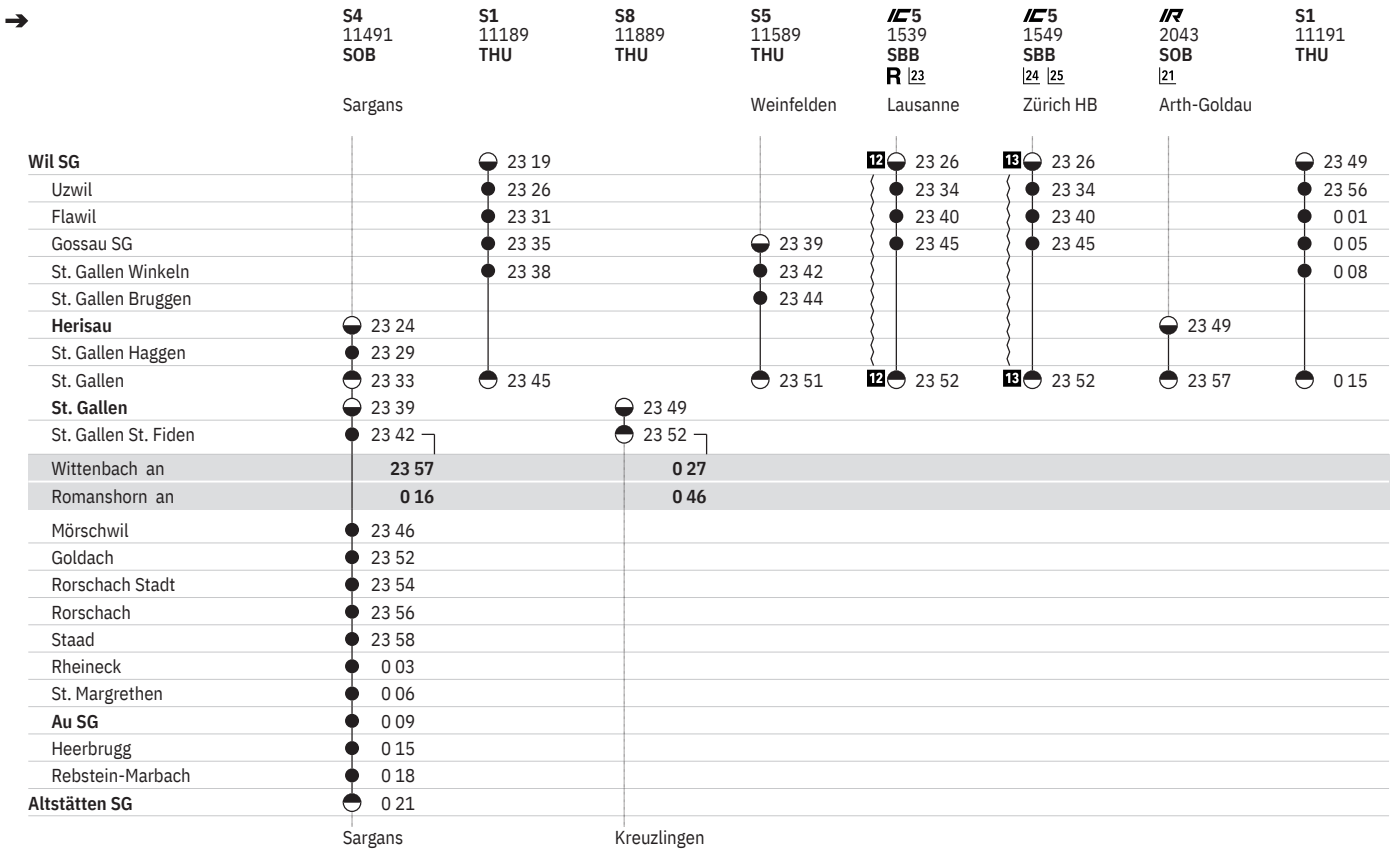 ➔ S4 S1 S8 S5 IC5 IC5 IR S1
11491 11189 11889 11589 1539 1549 2043 11191
SOB THU THU THU SBB SBB SOB THU
R 23 24 25 21
Sargans Weinfelden Lausanne Zürich HB Arth-Goldau
Wil SG 23 19 12 23 26 13 23 26 23 49
Uzwil 23 26 23 34 23 34 23 56
Flawil 23 31 23 40 23 40 0 01
Gossau SG 23 35 23 39 23 45 23 45 0 05
St. Gallen Winkeln 23 38 23 42 0 08
St. Gallen Bruggen 23 44
Herisau 23 24 23 49
St. Gallen Haggen 23 29
St. Gallen 23 33 23 45 23 51 12 23 52 13 23 52 23 57 0 15
St. Gallen 23 39 23 49
St. Gallen St. Fiden 23 42 23 52
Wittenbach an 23 57 0 27
Romanshorn an 0 16 0 46
Mörschwil 23 46
Goldach 23 52
Rorschach Stadt 23 54
Rorschach 23 56
Staad 23 58
Rheineck 0 03
St. Margrethen 0 06
Au SG 0 09
Heerbrugg 0 15
Rebstein-Marbach 0 18
Altstätten SG 0 21
Sargans Kreuzlingen